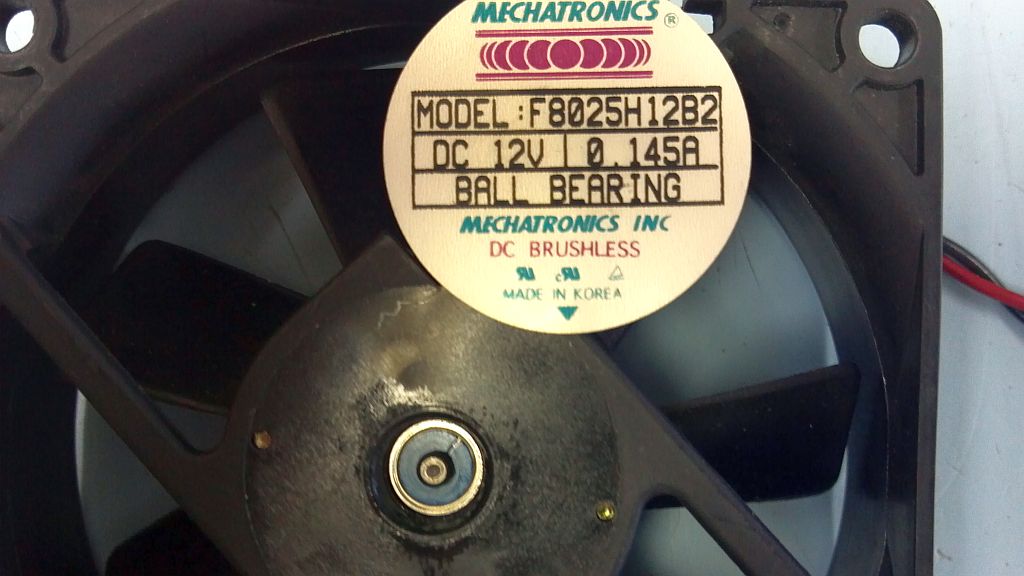 MECHATRONICS ®
MODEL:F8025H12B2
DC 12V 0.145A
BALL BEARING
MECHATRONICS INC
DC BRUSHLESS
MADE IN KOREA